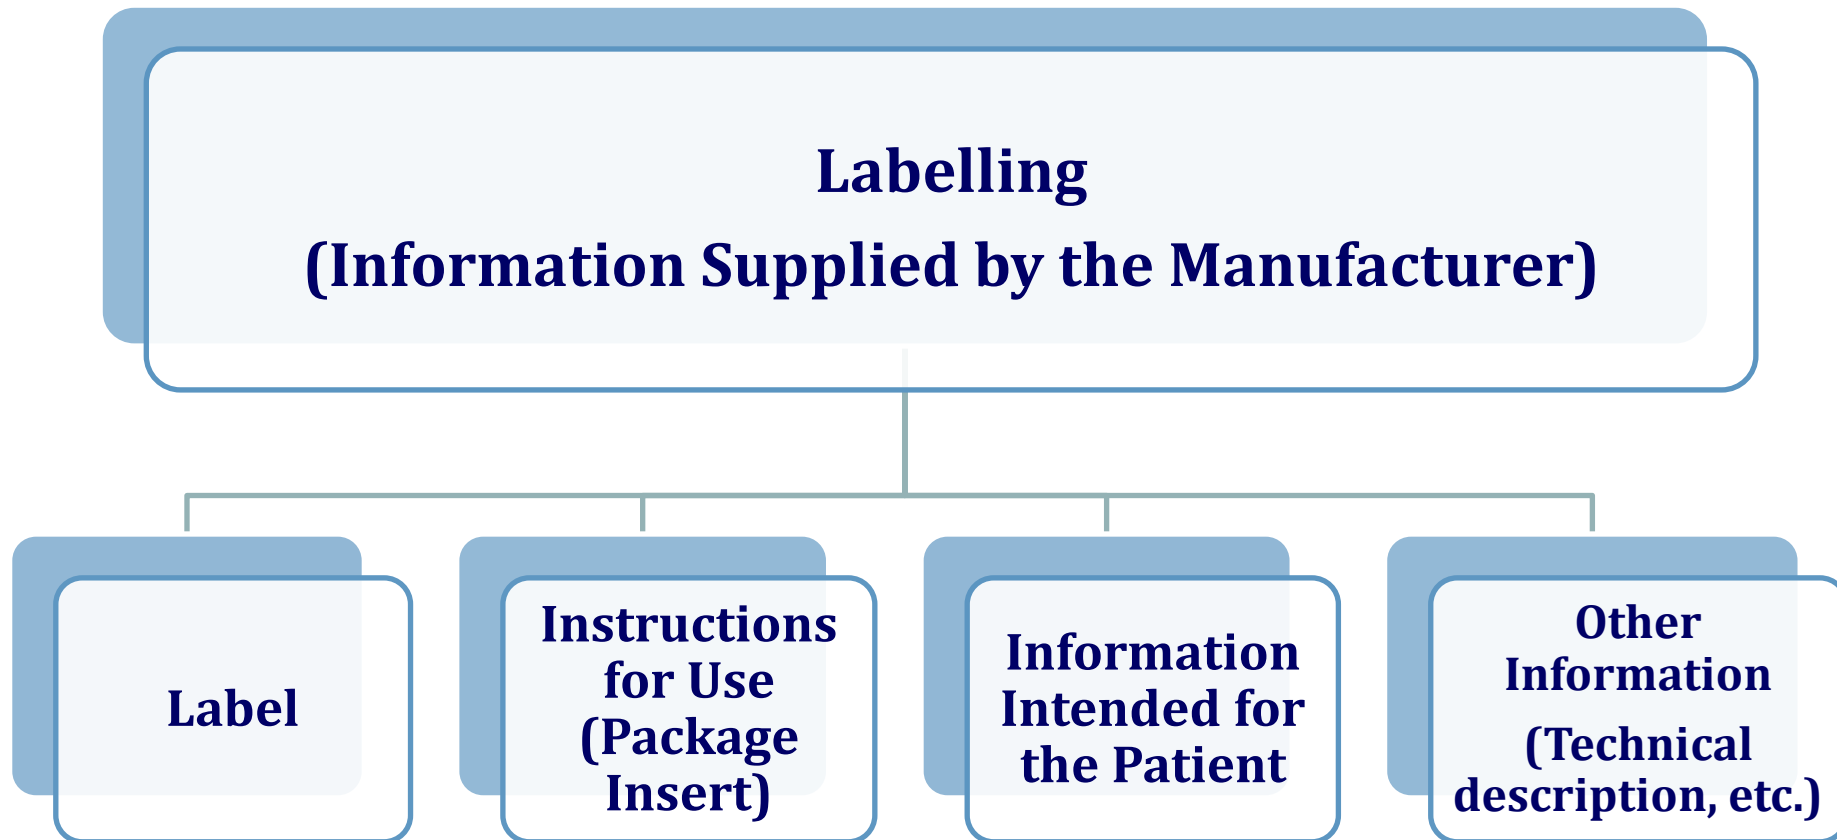 Labelling
(Information Supplied by the Manufacturer)
Label
Instructions
for Use
(Package
Insert)
Information
Intended for
the Patient
Other
Information
(Technical
description, etc.)